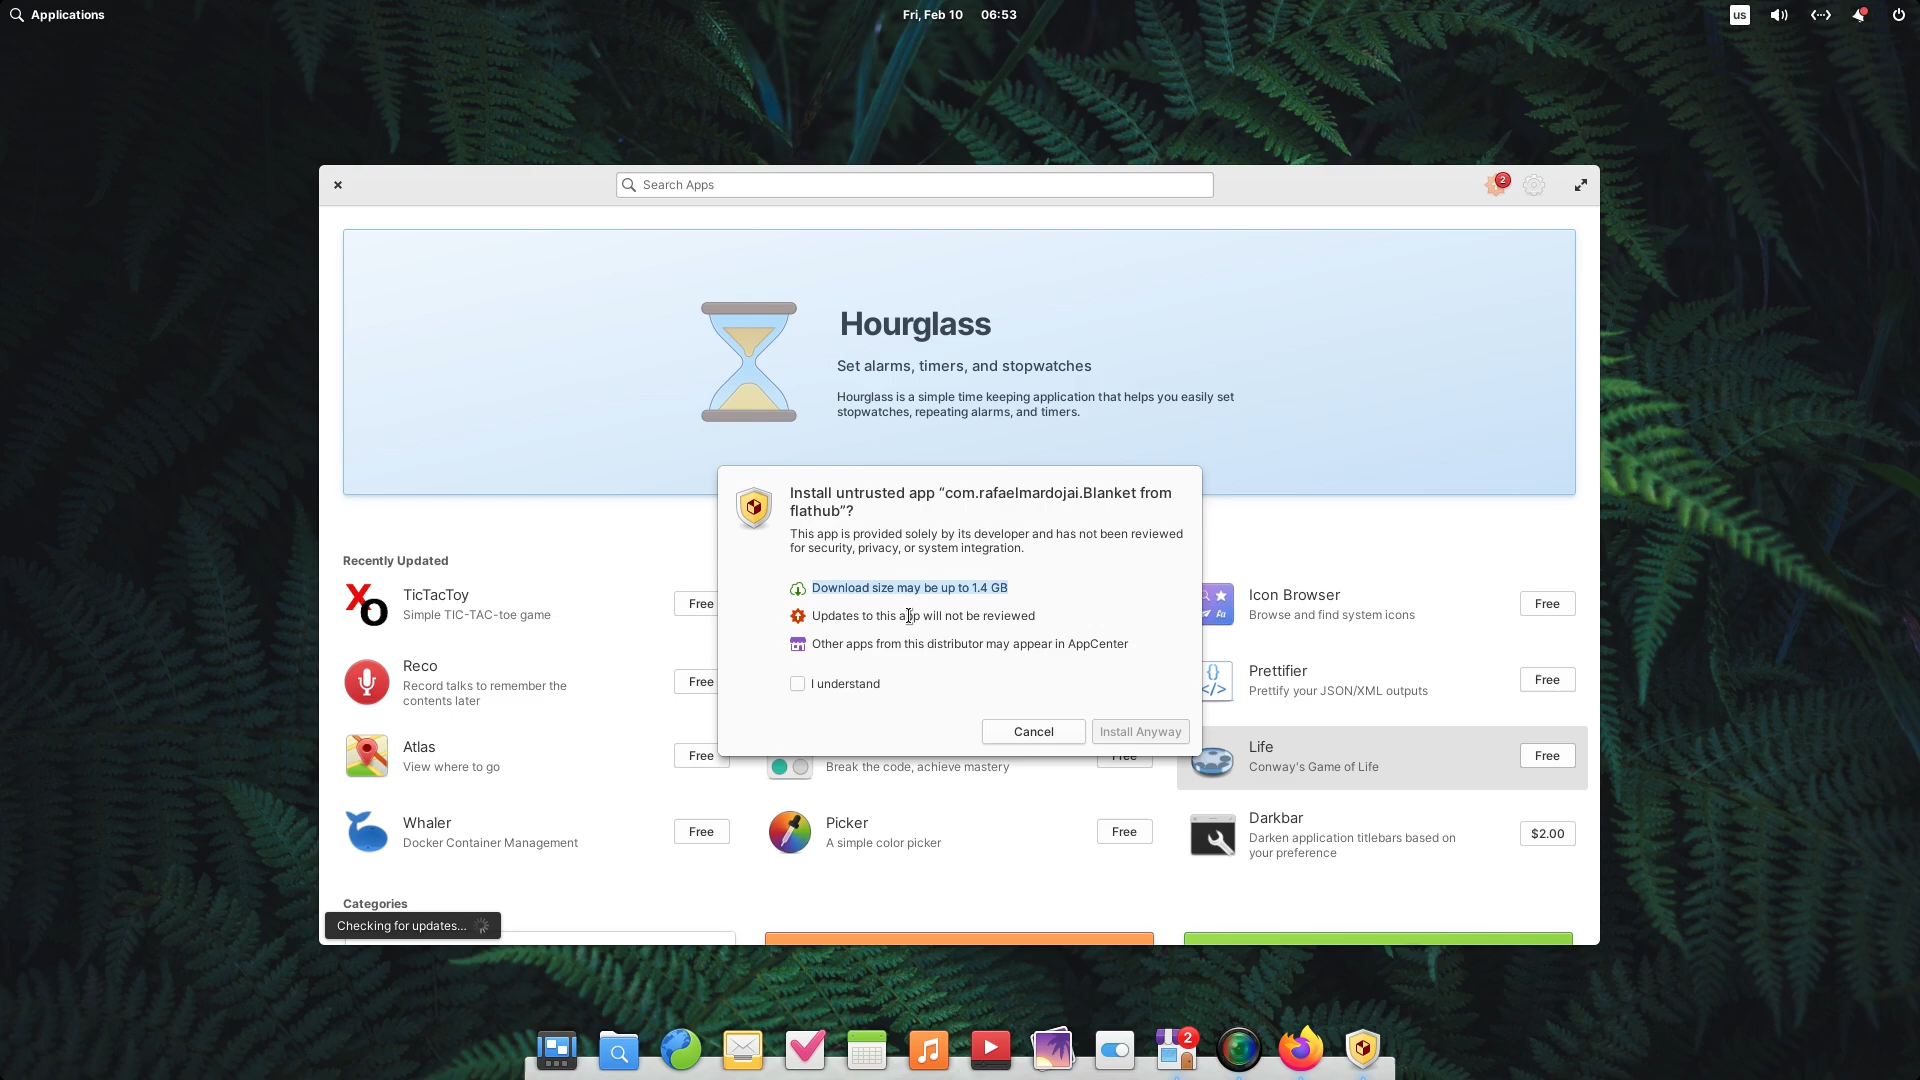 Applications
Fri, Feb 10 06:53
us
Search Apps
2
Hourglass
Set alarms, timers, and stopwatches
Hourglass is a simple time keeping application that helps you easily set
stopwatches, repeating alarms, and timers.
Install untrusted app “com.rafaelmardojai.Blanket from
flathub”?
This app is provided solely by its developer and has not been reviewed
for security, privacy, or system integration.
Download size may be up to 1.4 GB
Updates to this app will not be reviewed
Other apps from this distributor may appear in AppCenter
I understand
Cancel
Install Anyway
Recently Updated
TicTacToy
Simple TIC-TAC-toe game
Free
Icon Browser
Browse and find system icons
Free
Reco
Record talks to remember the
contents later
Free
Prettifier
Prettify your JSON/XML outputs
Free
Atlas
View where to go
Free
Break the code, achieve mastery
Free
Life
Conway's Game of Life
Free
Whaler
Docker Container Management
Free
Picker
A simple color picker
Free
Darkbar
Darken application titlebars based on
your preference
$2.00
Categories
Checking for updates...
2